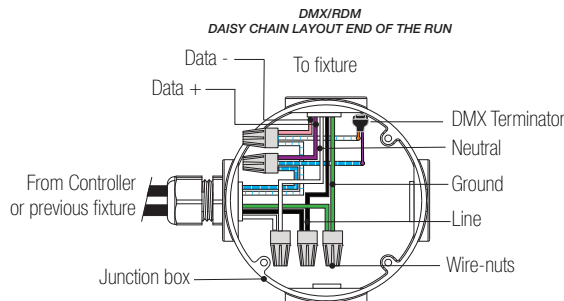 DMX/RDM
DAISY CHAIN LAYOUT END OF THE RUN
Data -
To fixture
Data +
DMX Terminator
Neutral
From Controller
or previous fixture
Ground
Line
Wire-nuts
Junction box